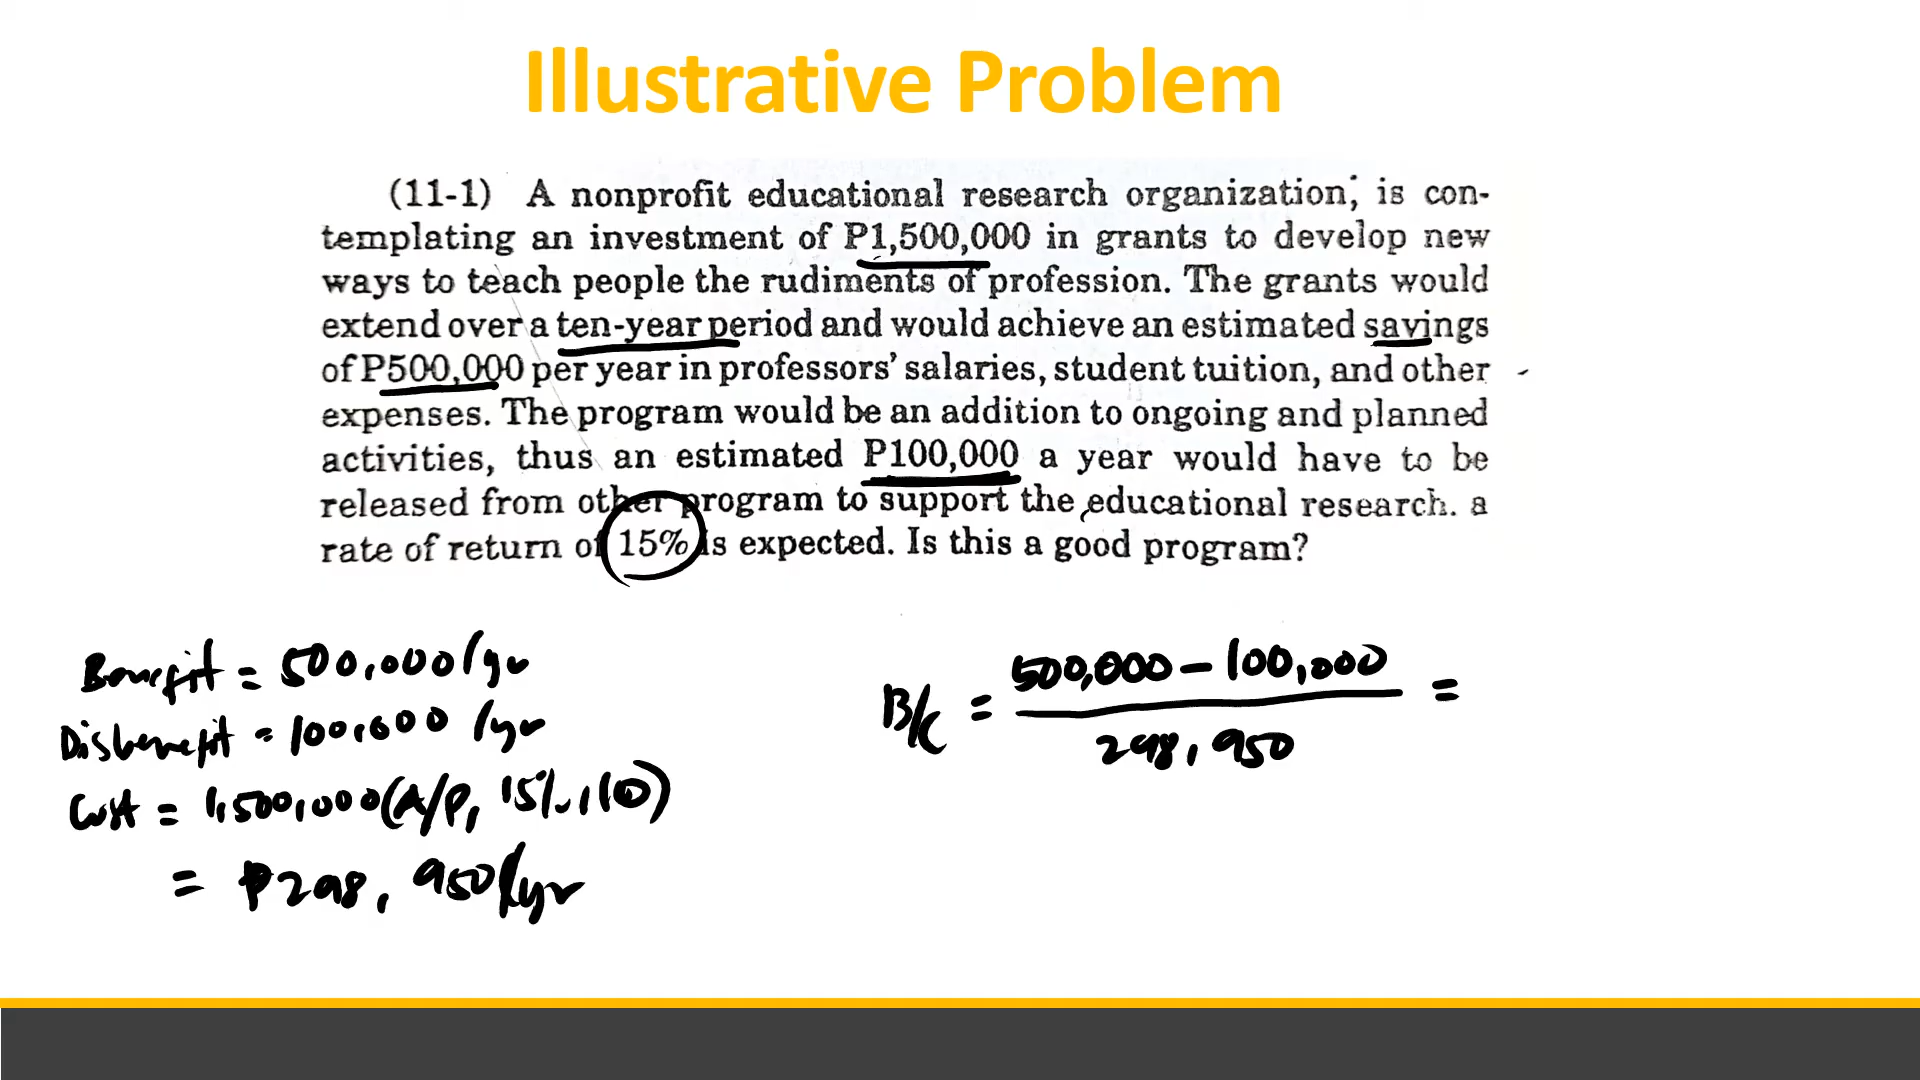 Illustrative Problem
(11-1) A nonprofit educational research organization, is con-
templating an investment of P1,500,000 in grants to develop new
ways to teach people the rudiments of profession. The grants would
extend over a ten-year period and would achieve an estimated savings
of P500,000 per year in professors' salaries, student tuition, and other
expenses. The program would be an addition to ongoing and planned
activities, thus an estimated P100,000 a year would have to be
released from other program to support the educational research. a
rate of return of 15% is expected. Is this a good program?
Benefit = 500,000/yr
Disbenefit = 100,000 /yr
Cost = 1,500,000(A/P, 15%, 10)
= ₱298, 950/yr
B/C = 500,000 - 100,000 =
298, 950